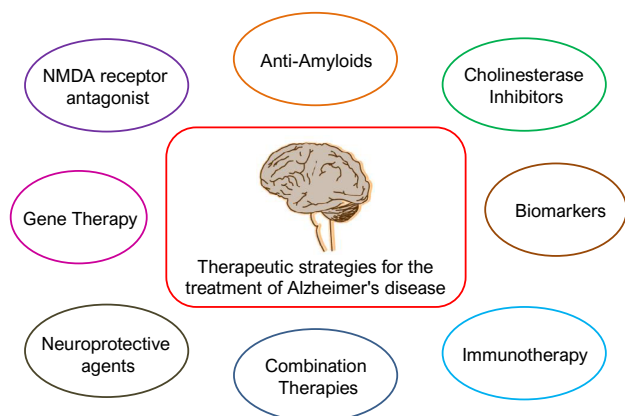 Anti-Amyloids
NMDA receptor
antagonist
Cholinesterase
Inhibitors
Gene Therapy
Biomarkers
Therapeutic strategies for the
treatment of Alzheimer's disease
Neuroprotective
agents
Combination
Therapies
Immunotherapy